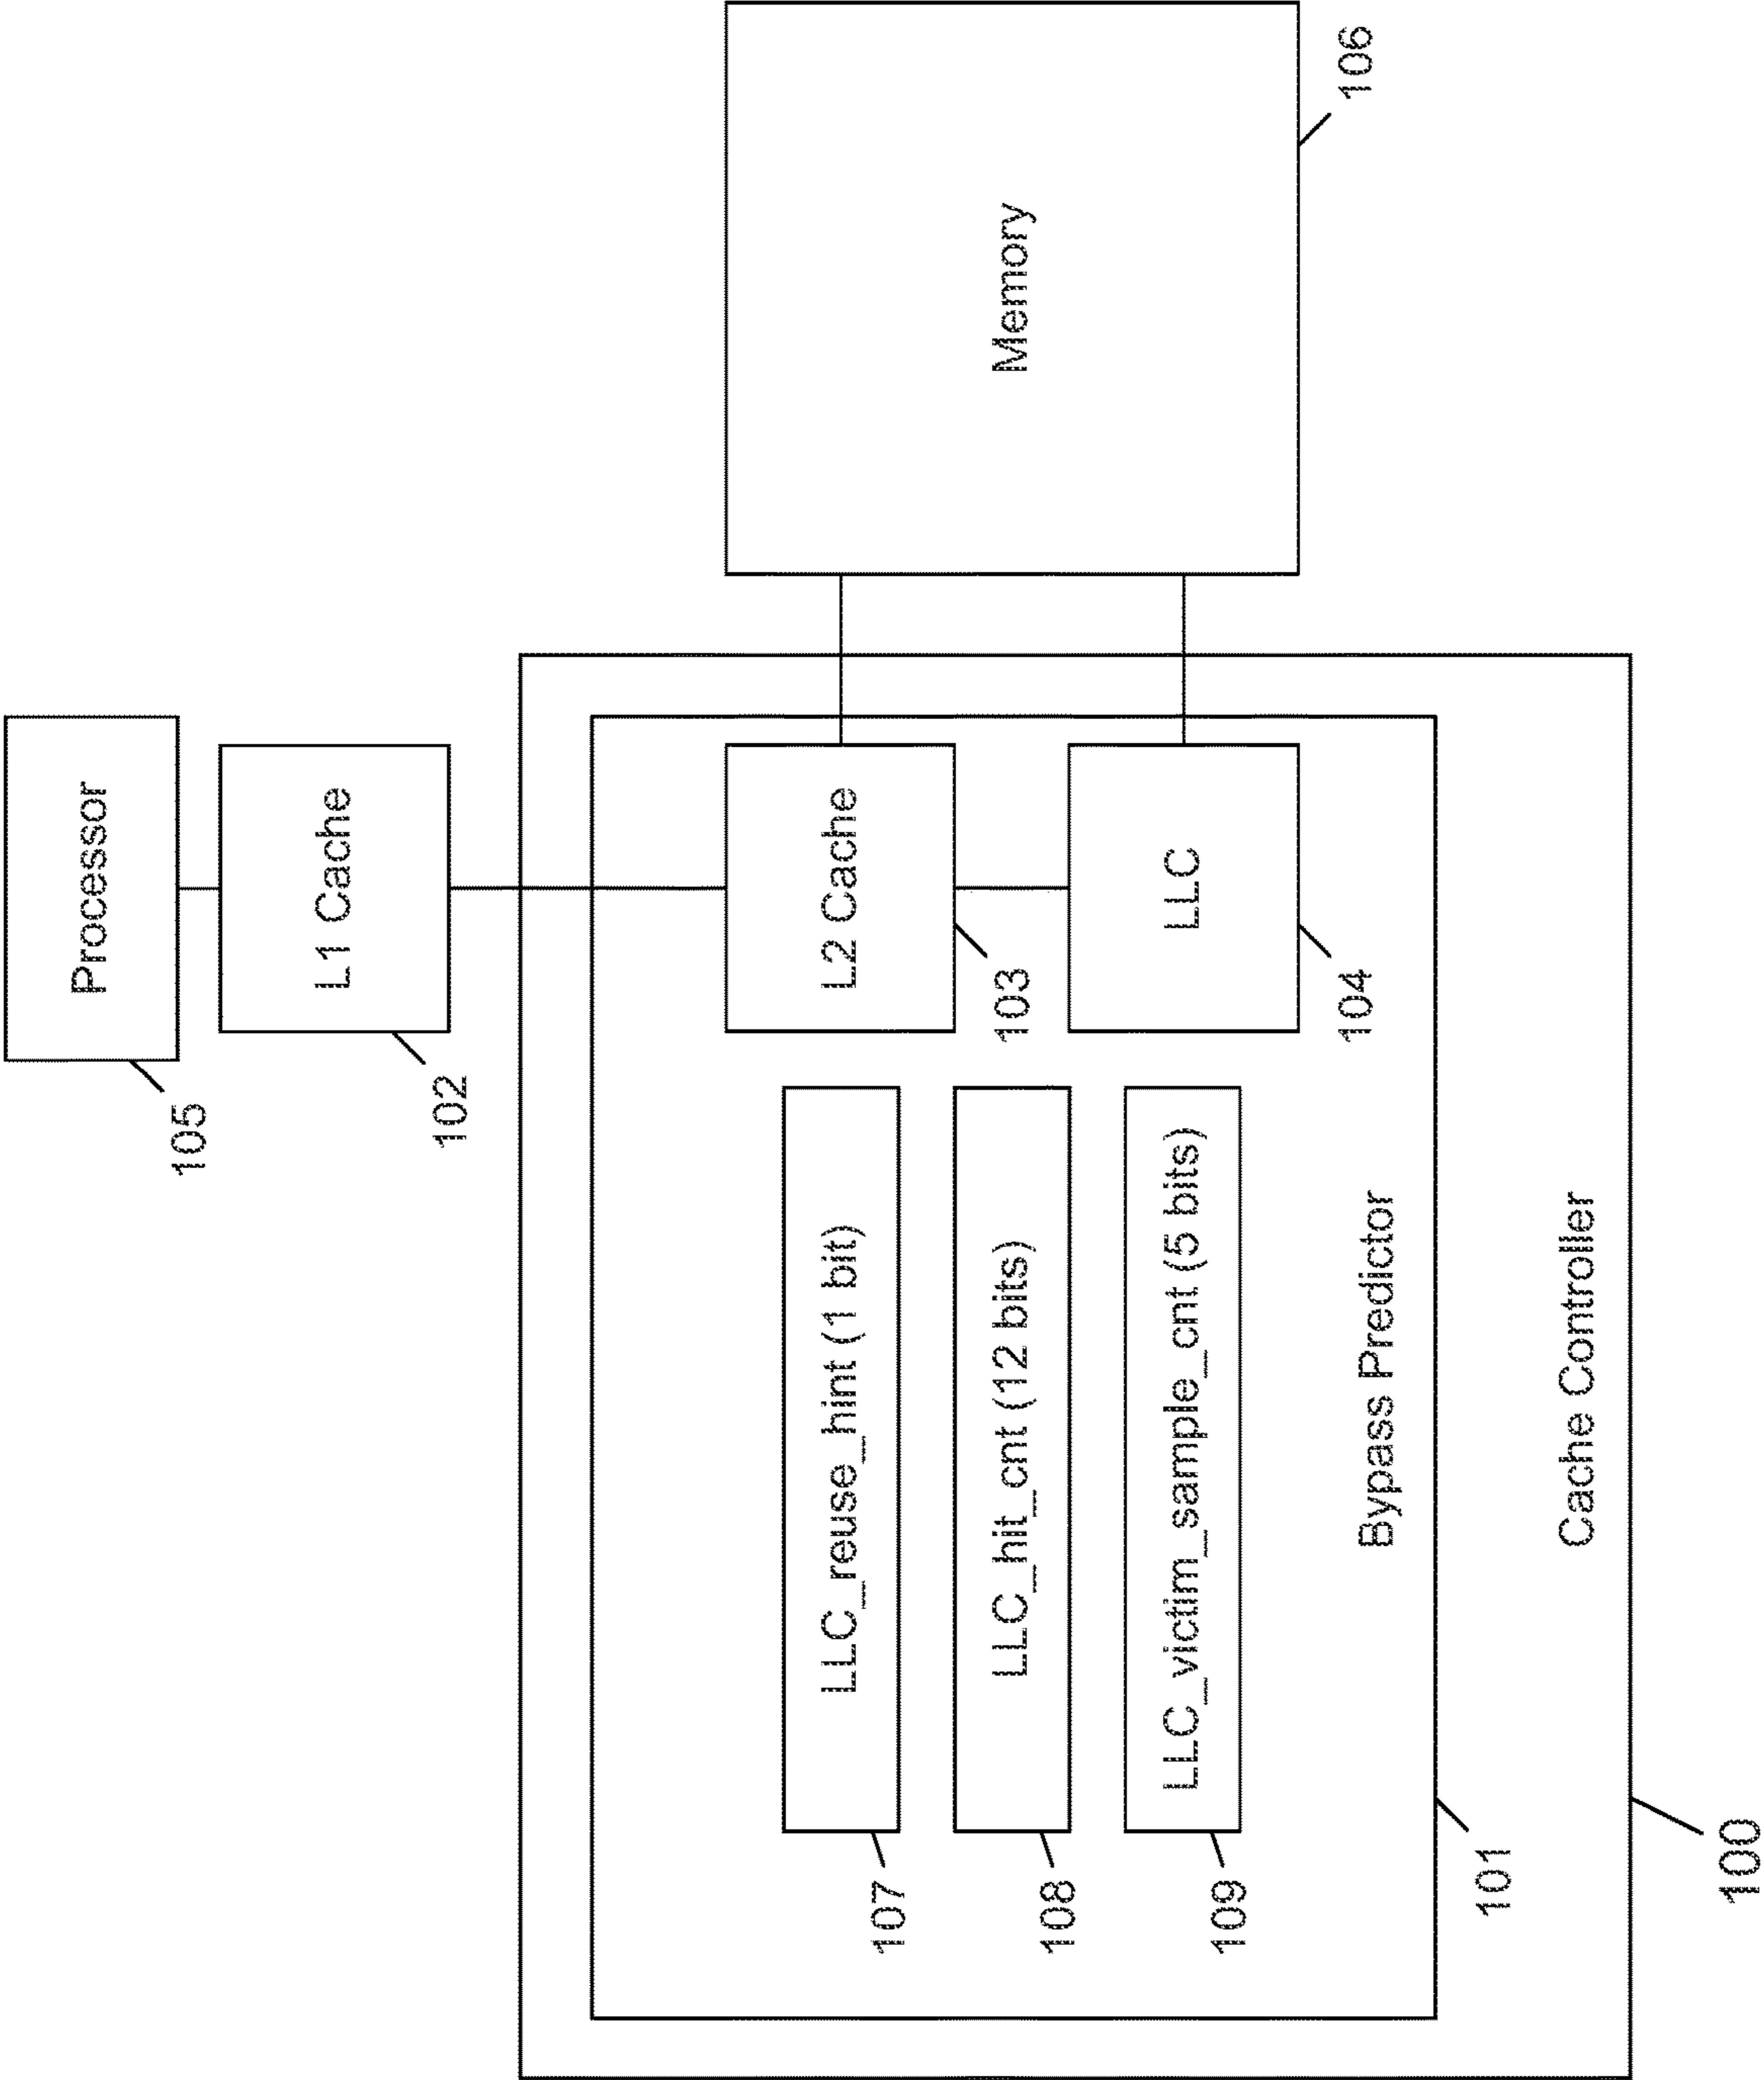 Processor
105
L1 Cache
102
LLC_reuse_hint (1 bit)
107
L2 Cache
103
LLC_hit_cnt (12 bits)
108
LLC
104
LLC_victim_sample_cnt (5 bits)
109
Memory
106
Bypass Predictor
101
Cache Controller
100